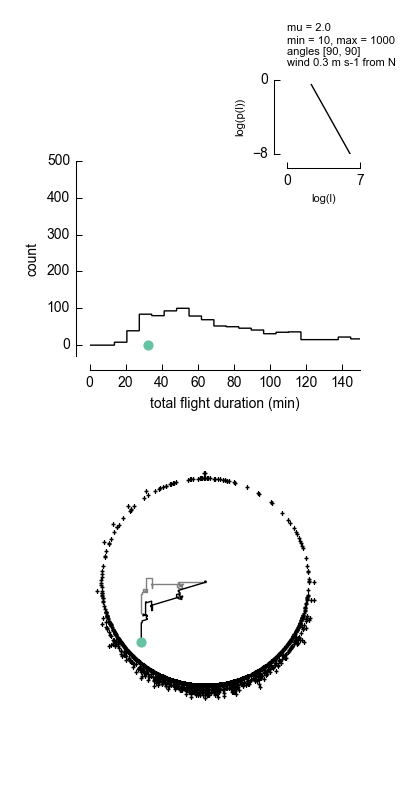 mu = 2.0
min = 10, max = 1000
angles [90, 90]
wind 0.3 m s-1 from N
0
−8
log(p(l))
0 7
log(l)
500
400
300
200
100
0
count
0 20 40 60 80 100 120 140
total flight duration (min)